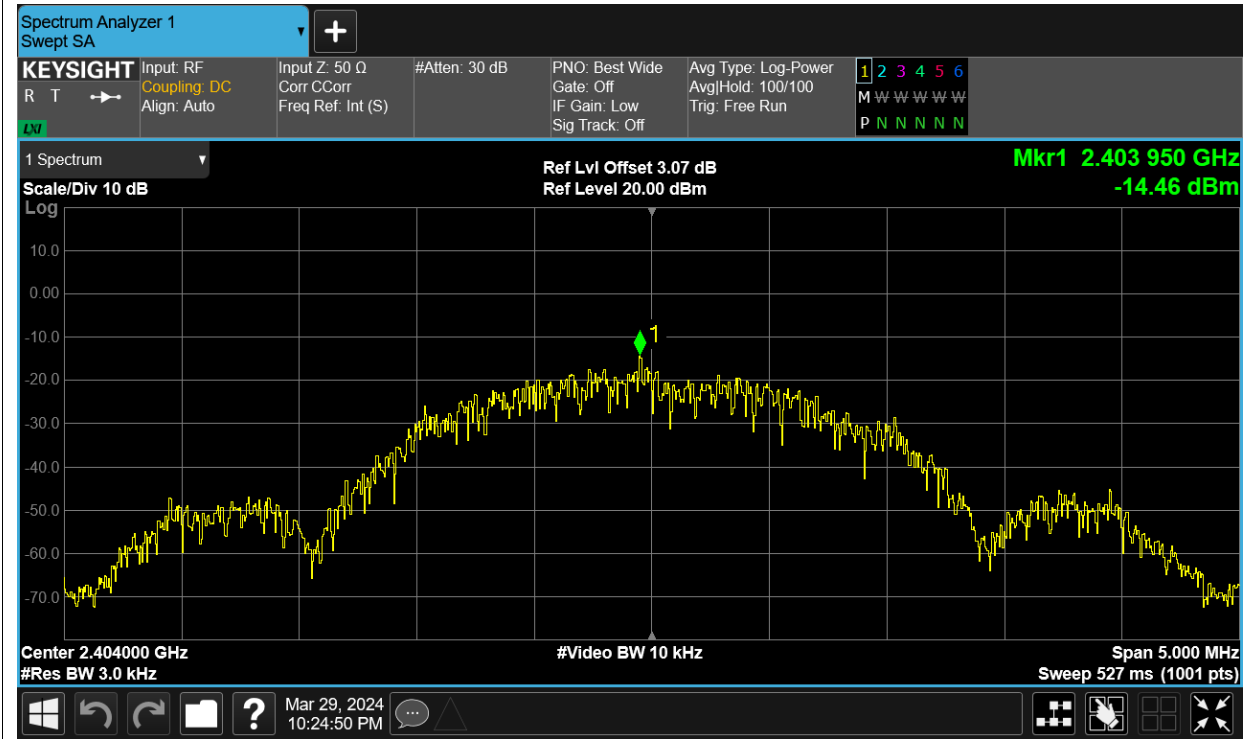 Spectrum Analyzer 1
Swept SA
+
KEYSIGHT
R T
LXI
Input: RF
Coupling: DC
Align: Auto
Input Z: 50 Ω
Corr CCorr
Freq Ref: Int (S)
#Atten: 30 dB
PNO: Best Wide
Gate: Off
IF Gain: Low
Sig Track: Off
Avg Type: Log-Power
Avg|Hold: 100/100
Trig: Free Run
1 2 3 4 5 6
M W W W W W
P N N N N N
1 Spectrum
Scale/Div 10 dB
Log
Ref Lvl Offset 3.07 dB
Ref Level 20.00 dBm
Mkr1 2.403 950 GHz
-14.46 dBm
10.0
0.00
-10.0
-20.0
-30.0
-40.0
-50.0
-60.0
-70.0
1
Center 2.404000 GHz
#Res BW 3.0 kHz
#Video BW 10 kHz
Span 5.000 MHz
Sweep 527 ms (1001 pts)
?
Mar 29, 2024
10:24:50 PM